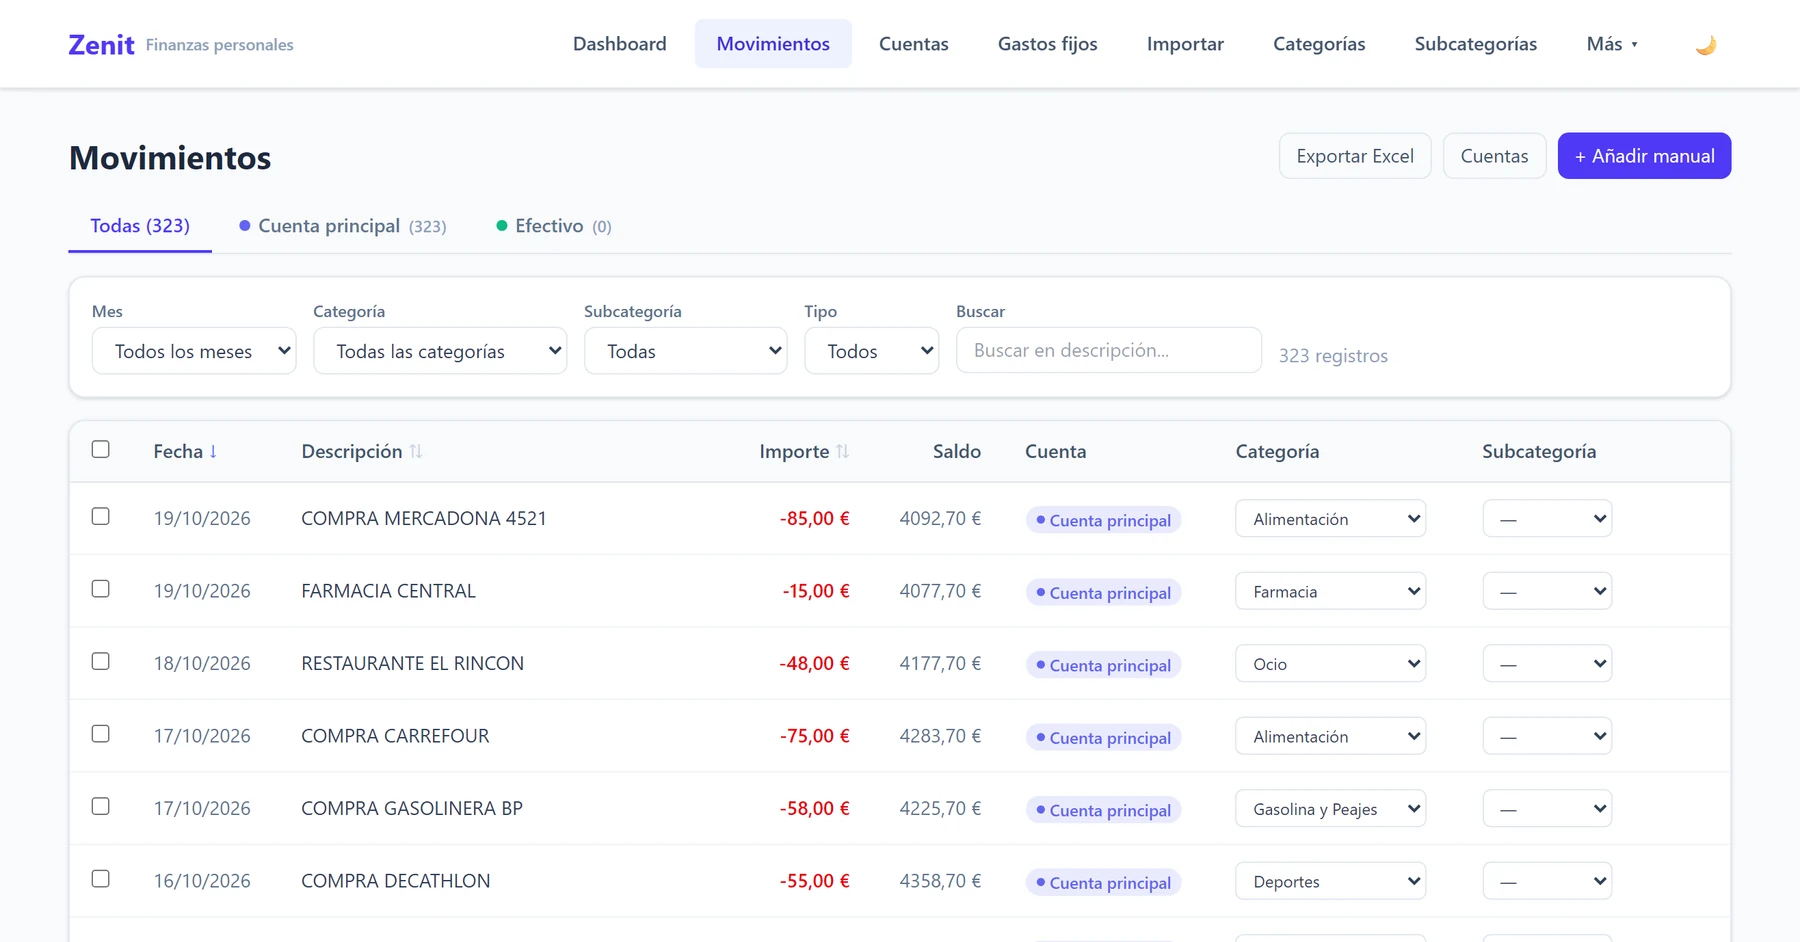 Zenit Finanzas personales Dashboard Movimientos Cuentas Gastos fijos Importar Categorías Subcategorías Más ▾
Movimientos Exportar Excel Cuentas + Añadir manual
Todas (323) Cuenta principal (323) Efectivo (0)
Mes Categoría Subcategoría Tipo Buscar
Todos los meses Todas las categorías Todas Todos Buscar en descripción... 323 registros
Fecha ↓ Descripción ↑↓ Importe ↑↓ Saldo Cuenta Categoría Subcategoría
19/10/2026 COMPRA MERCADONA 4521 -85,00 € 4092,70 € Cuenta principal Alimentación —
19/10/2026 FARMACIA CENTRAL -15,00 € 4077,70 € Cuenta principal Farmacia —
18/10/2026 RESTAURANTE EL RINCON -48,00 € 4177,70 € Cuenta principal Ocio —
17/10/2026 COMPRA CARREFOUR -75,00 € 4283,70 € Cuenta principal Alimentación —
17/10/2026 COMPRA GASOLINERA BP -58,00 € 4225,70 € Cuenta principal Gasolina y Peajes —
16/10/2026 COMPRA DECATHLON -55,00 € 4358,70 € Cuenta principal Deportes —